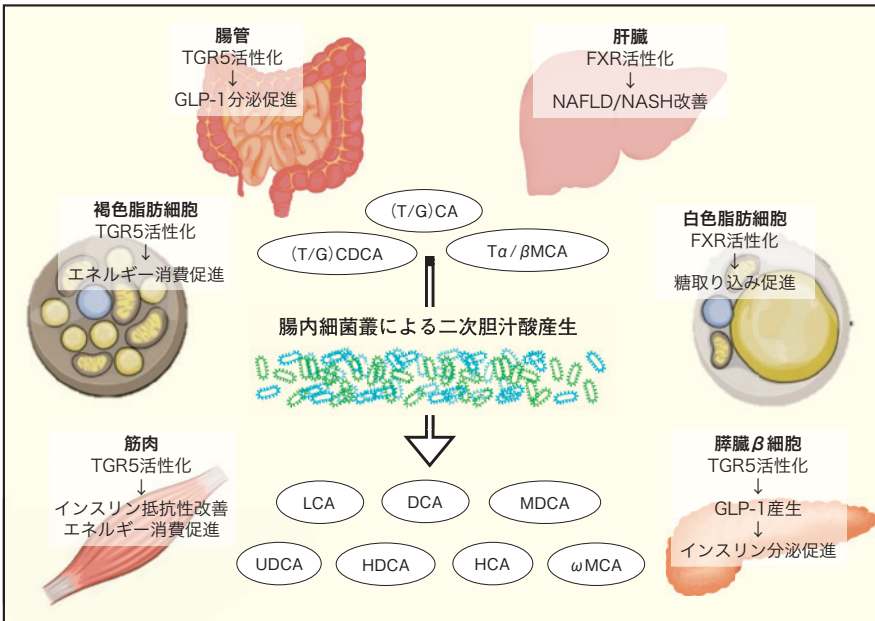 腸管
TGR5活性化
↓
GLP-1分泌促進
肝臓
FXR活性化
↓
NAFLD/NASH改善
褐色脂肪細胞
TGR5活性化
↓
エネルギー消費促進
(T/G)CA
(T/G)CDCA
Tα/βMCA
白色脂肪細胞
FXR活性化
↓
糖取り込み促進
腸内細菌叢による二次胆汁酸産生
筋肉
TGR5活性化
↓
インスリン抵抗性改善
エネルギー消費促進
LCA
DCA
MDCA
UDCA
HDCA
HCA
ωMCA
膵臓β細胞
TGR5活性化
↓
GLP-1産生
↓
インスリン分泌促進